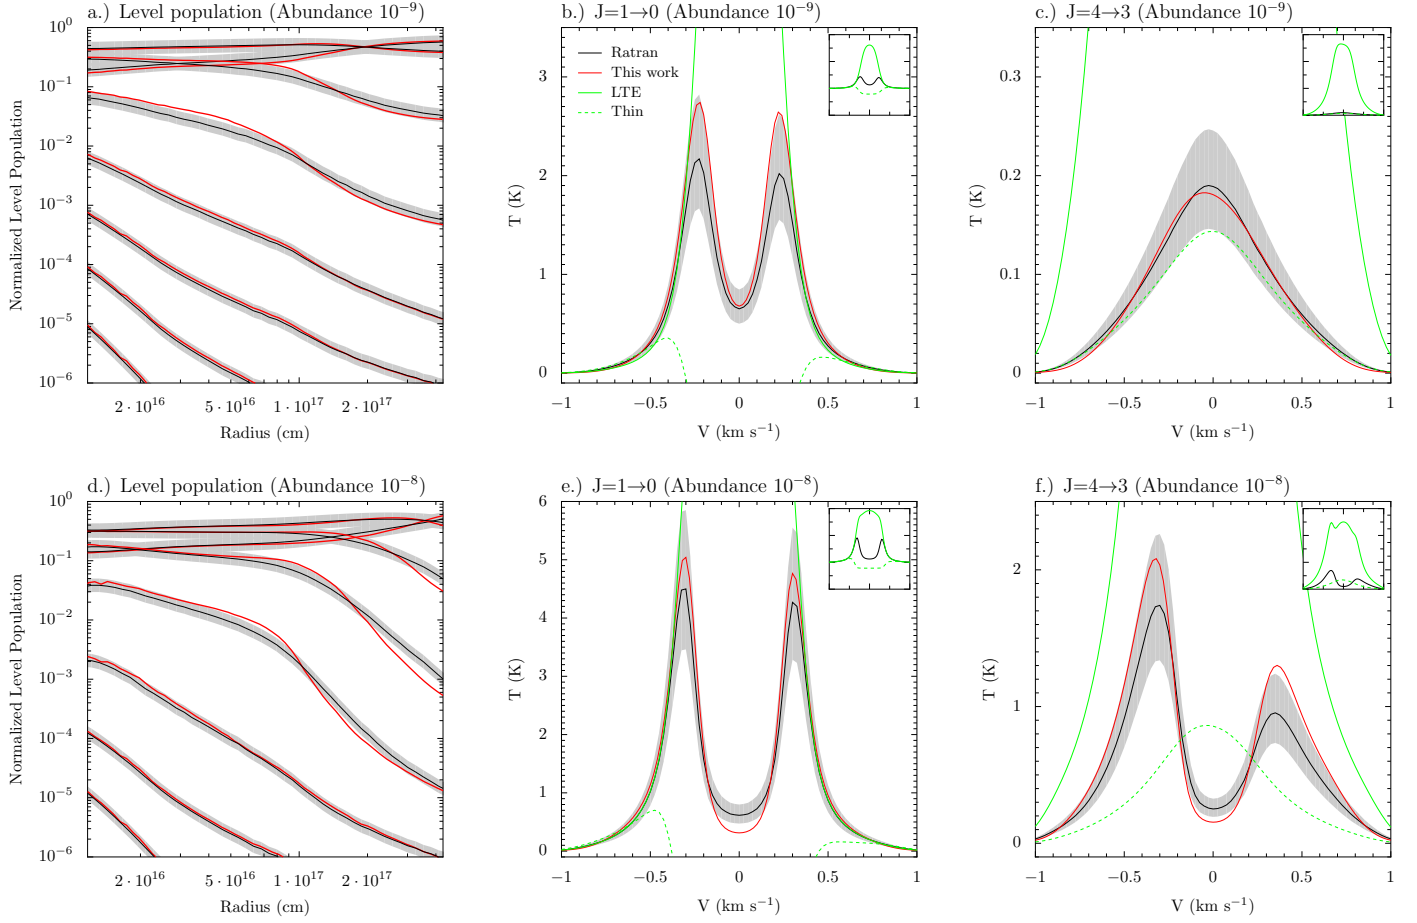 a.) Level population (Abundance 10⁻⁹)
b.) J=1→0 (Abundance 10⁻⁹)
c.) J=4→3 (Abundance 10⁻⁹)
Normalized Level Population
10⁰
10⁻¹
10⁻²
10⁻³
10⁻⁴
10⁻⁵
10⁻⁶
2·10¹⁶
5·10¹⁶
1·10¹⁷
2·10¹⁷
Radius (cm)
T (K)
3
2
1
0
Ratran
This work
LTE
Thin
−1
−0.5
0
0.5
1
V (km s⁻¹)
T (K)
0.3
0.2
0.1
0
−1
−0.5
0
0.5
1
V (km s⁻¹)
d.) Level population (Abundance 10⁻⁸)
e.) J=1→0 (Abundance 10⁻⁸)
f.) J=4→3 (Abundance 10⁻⁸)
Normalized Level Population
10⁰
10⁻¹
10⁻²
10⁻³
10⁻⁴
10⁻⁵
10⁻⁶
2·10¹⁶
5·10¹⁶
1·10¹⁷
2·10¹⁷
Radius (cm)
T (K)
6
5
4
3
2
1
0
−1
−0.5
0
0.5
1
V (km s⁻¹)
T (K)
2
1
0
−1
−0.5
0
0.5
1
V (km s⁻¹)